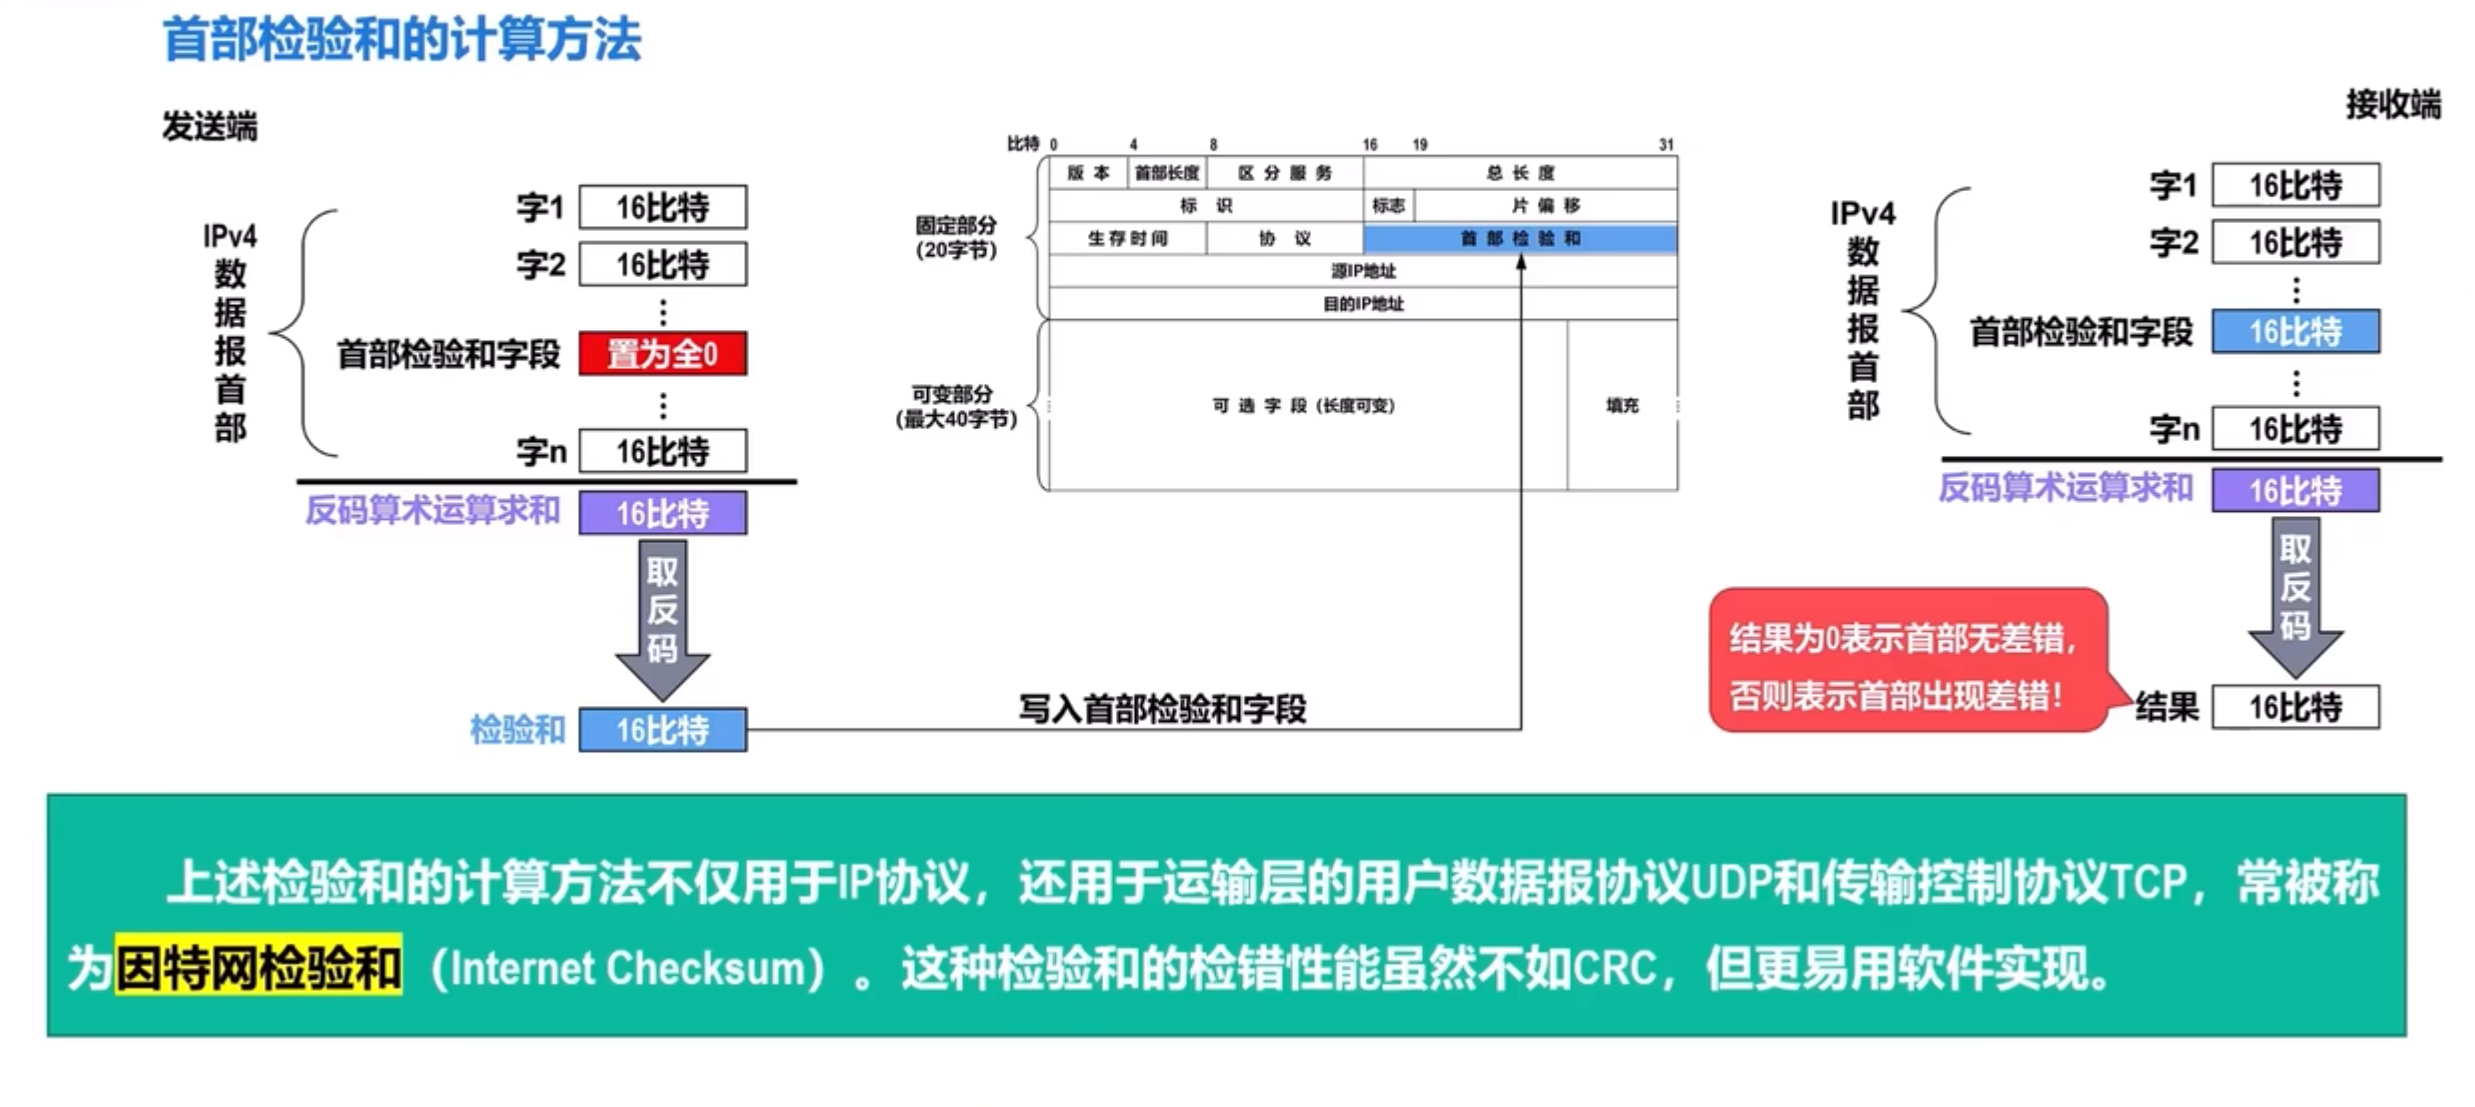 首部检验和的计算方法
发送端
IPv4
数
据
报
首
部
字1 16比特
字2 16比特
⋮
首部检验和字段 置为全0
⋮
字n 16比特
反码算术运算求和 16比特
取
反
码
检验和 16比特
写入首部检验和字段
比特 0 4 8 16 19 31
固定部分
(20字节)
版 本 首部长度 区 分 服 务 总 长 度
标 识 标志 片 偏 移
生 存 时 间 协 议 首 部 检 验 和
源IP地址
目的IP地址
可变部分
(最大40字节)
可 选 字 段 (长度可变) 填充
接收端
IPv4
数
据
报
首
部
字1 16比特
字2 16比特
⋮
首部检验和字段 16比特
⋮
字n 16比特
反码算术运算求和 16比特
取
反
码
结果为0表示首部无差错，
否则表示首部出现差错！
结果 16比特
上述检验和的计算方法不仅用于IP协议，还用于运输层的用户数据报协议UDP和传输控制协议TCP，常被称
为因特网检验和（Internet Checksum）。这种检验和的检错性能虽然不如CRC，但更易用软件实现。